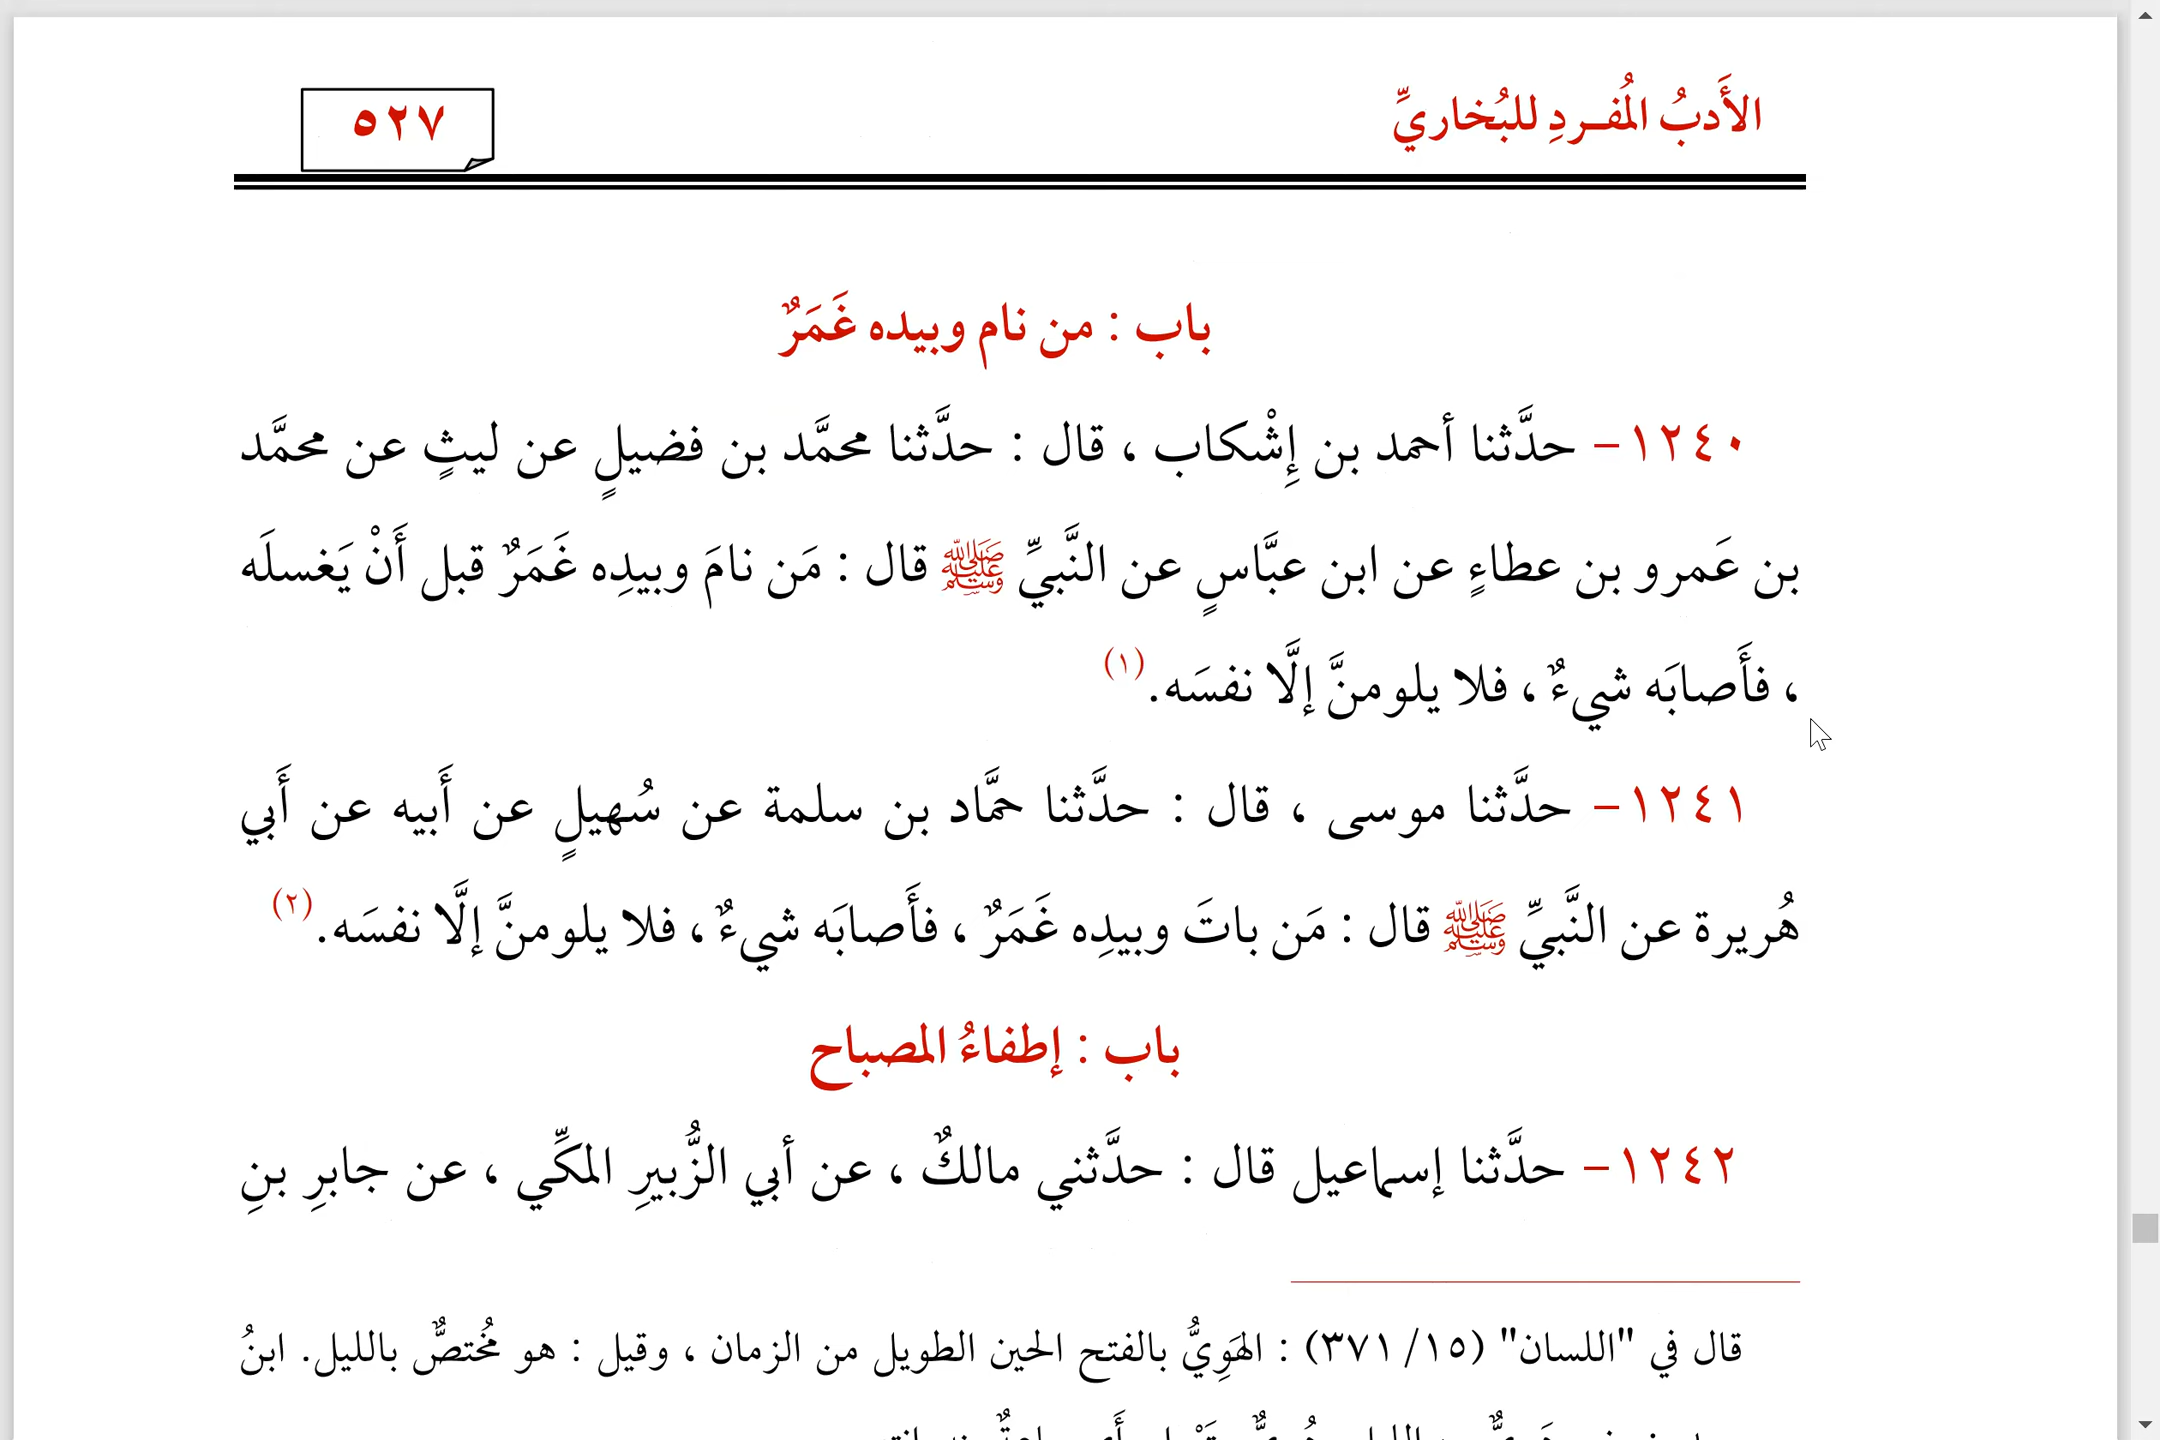 الأَدبُ المُفـردِ للبُخاريِّ
٥٢٧
باب : من نام وبيده غَمَرٌ
١٢٤٠- حدَّثنا أحمد بن إِشْكاب ، قال : حدَّثنا محمَّد بن فضيلٍ عن ليثٍ عن محمَّد
بن عَمرو بن عطاءٍ عن ابن عبَّاسٍ عن النَّبيِّ ﷺ قال : مَن نامَ وبيدِه غَمَرٌ قبل أَنْ يَغسلَه
، فأَصابَه شيءٌ ، فلا يلومنَّ إلَّا نفسَه. (١)
١٢٤١- حدَّثنا موسى ، قال : حدَّثنا حمَّاد بن سلمة عن سُهيلٍ عن أَبيه عن أَبي
هُريرة عن النَّبيِّ ﷺ قال : مَن باتَ وبيدِه غَمَرٌ ، فأَصابَه شيءٌ ، فلا يلومنَّ إلَّا نفسَه. (٢)
باب : إطفاءُ المصباح
١٢٤٢- حدَّثنا إسماعيل قال : حدَّثني مالكٌ ، عن أبي الزُّبيرِ المكِّي ، عن جابرِ بنِ
قال في "اللسان" (١٥/ ٣٧١) : الهَوِيُّ بالفتح الحين الطويل من الزمان ، وقيل : هو مُختصٌّ بالليل. ابنُ